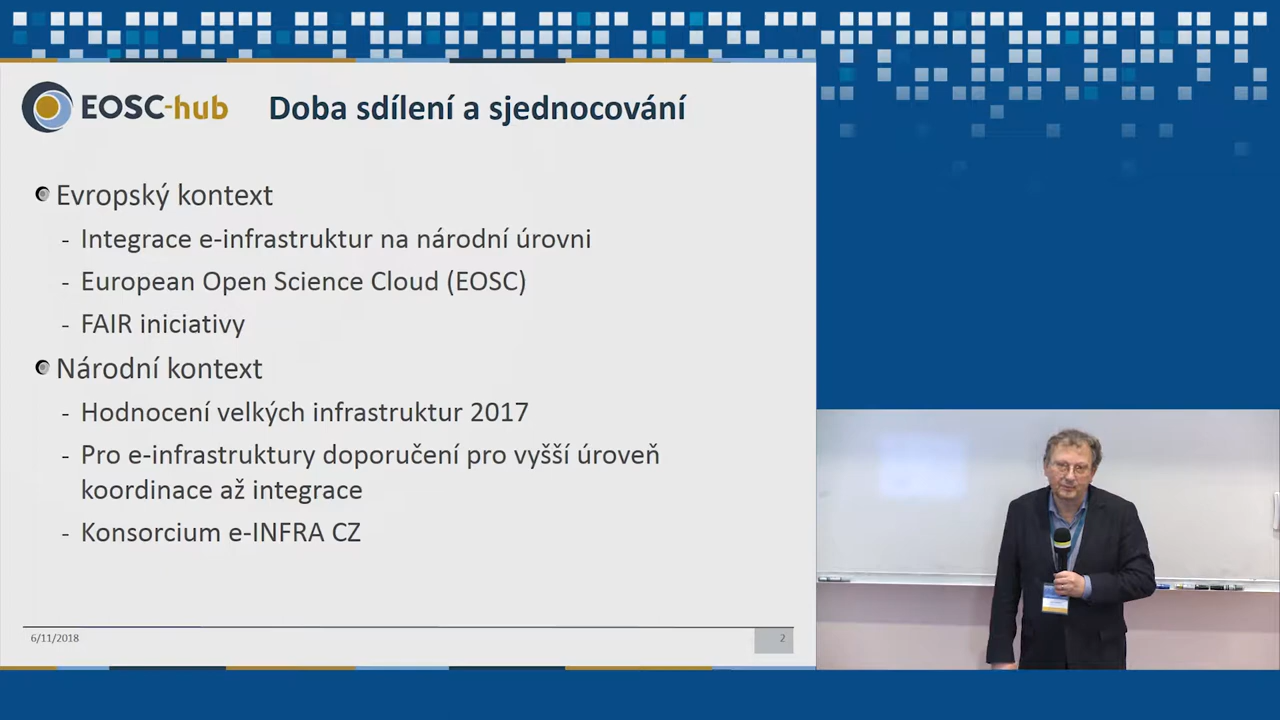 EOSC-hub
Doba sdílení a sjednocování
Evropský kontext
- Integrace e-infrastruktur na národní úrovni
- European Open Science Cloud (EOSC)
- FAIR iniciativy
Národní kontext
- Hodnocení velkých infrastruktur 2017
- Pro e-infrastruktury doporučení pro vyšší úroveň
koordinace až integrace
- Konsorcium e-INFRA CZ
6/11/2018
2